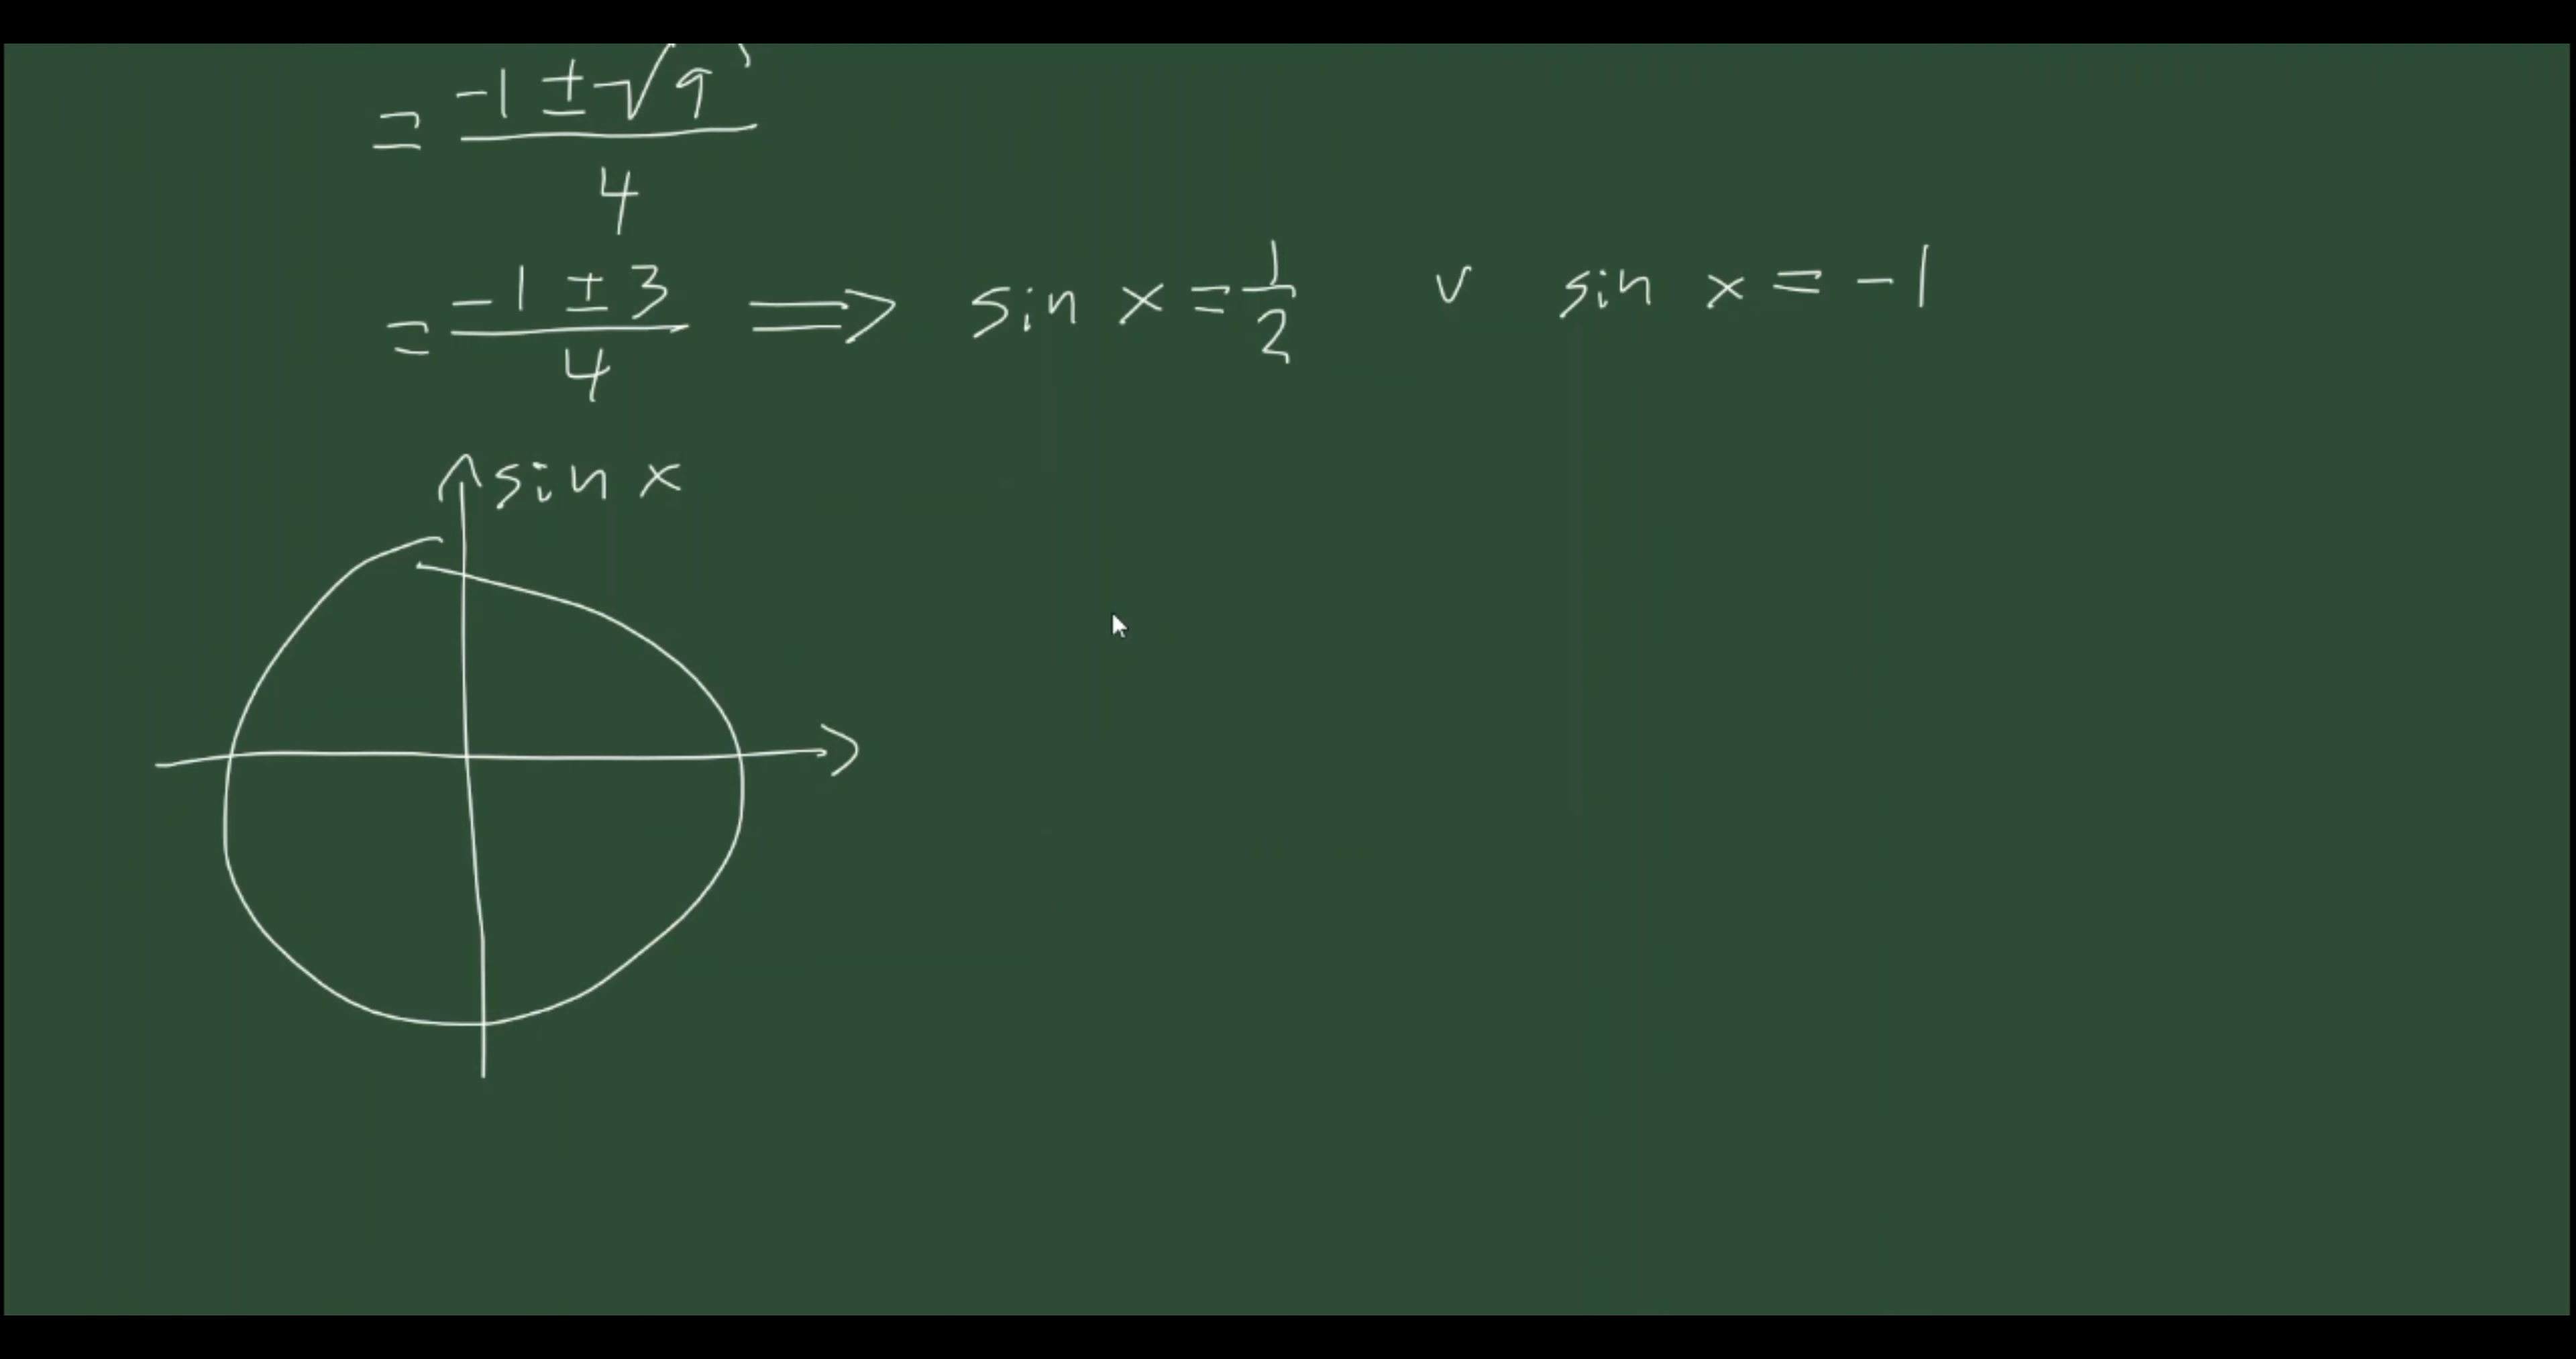 = (-1 ± √9) / 4
= (-1 ± 3) / 4 ⟹ sin x = 1/2 v sin x = -1
sin x